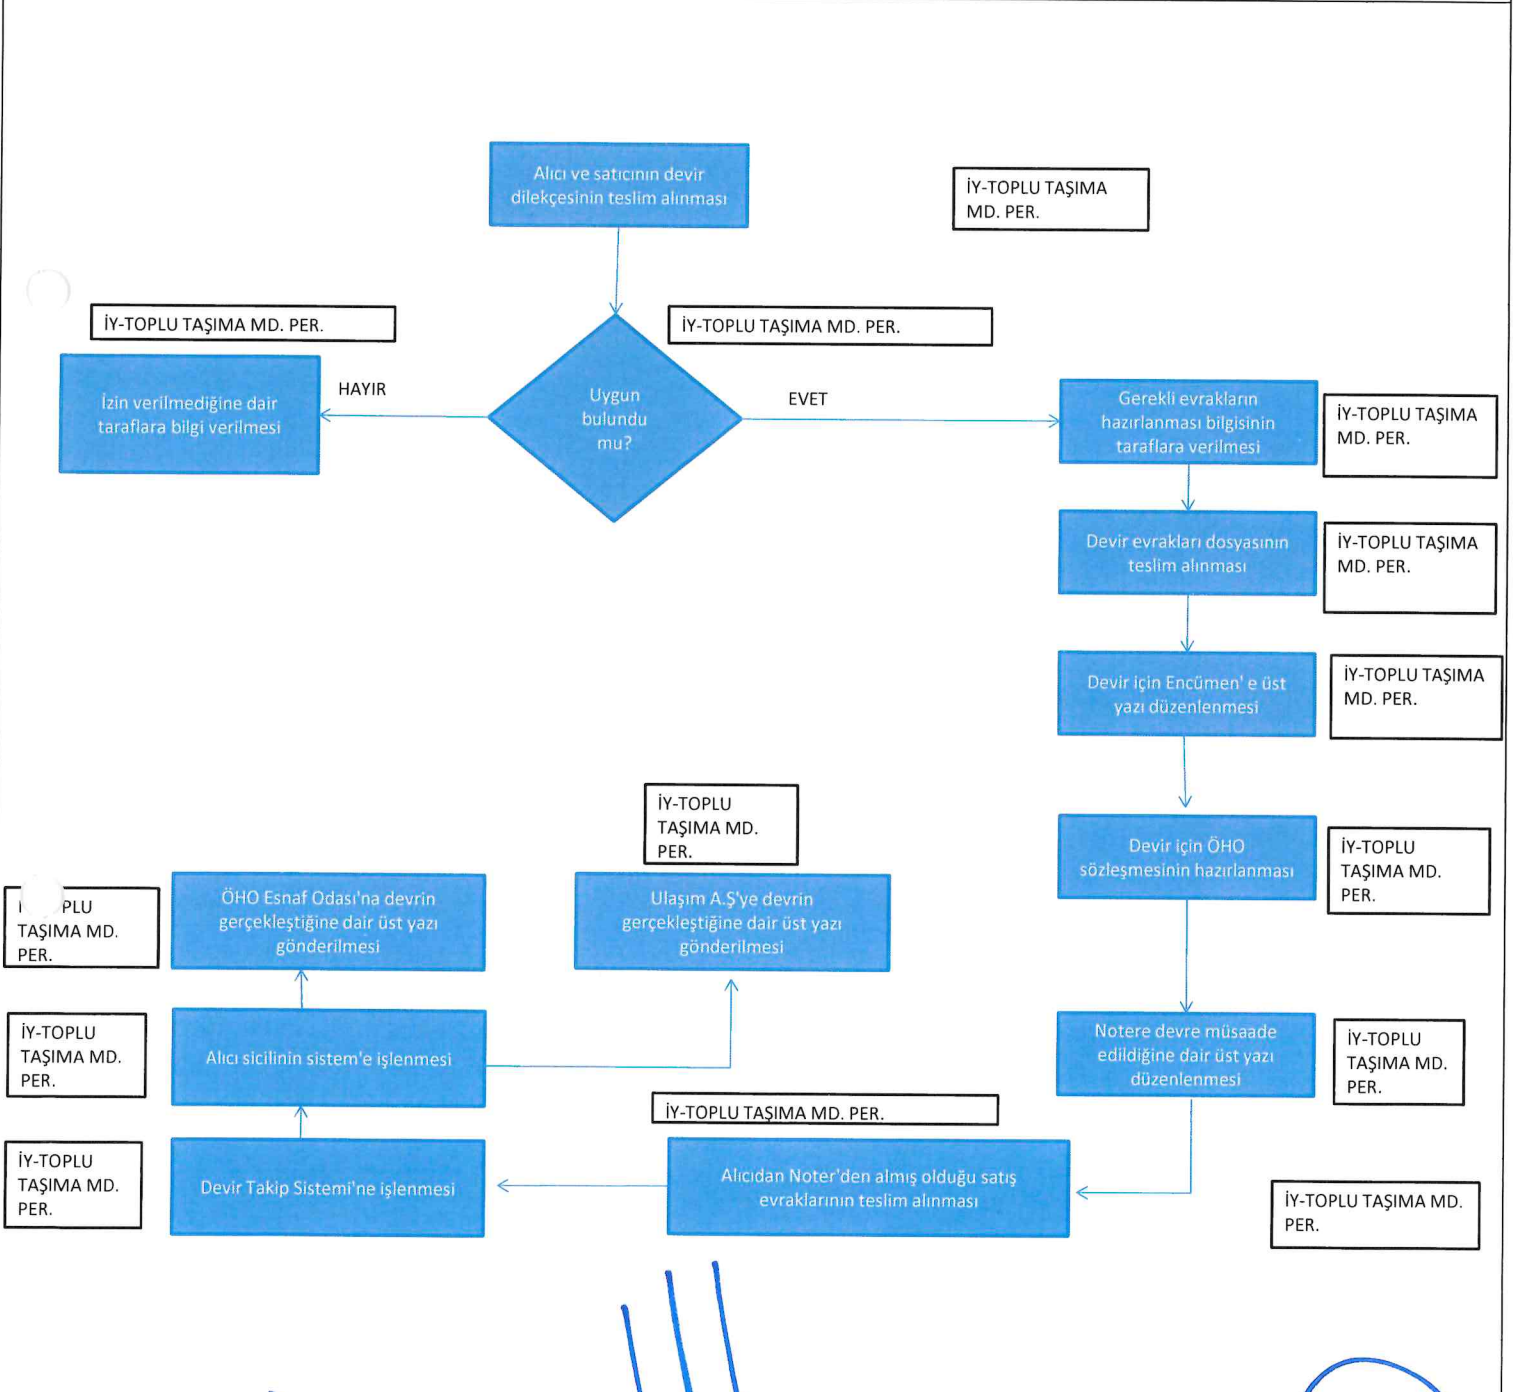 Alıcı ve satıcının devir
dilekçesinin teslim alınması
İY-TOPLU TAŞIMA
MD. PER.
İY-TOPLU TAŞIMA MD. PER.
İY-TOPLU TAŞIMA MD. PER.
İzin verilmediğine dair
taraflara bilgi verilmesi
HAYIR
Uygun
bulundu
mu?
EVET
Gerekli evrakların
hazırlanması bilgisinin
taraflara verilmesi
İY-TOPLU TAŞIMA
MD. PER.
Devir evrakları dosyasının
teslim alınması
İY-TOPLU TAŞIMA
MD. PER.
Devir için Encümen' e üst
yazı düzenlenmesi
İY-TOPLU TAŞIMA
MD. PER.
Devir için ÖHO
sözleşmesinin hazırlanması
İY-TOPLU
TAŞIMA MD.
PER.
İY-TOPLU
TAŞIMA MD.
PER.
PLU
TAŞIMA MD.
PER.
ÖHO Esnaf Odası'na devrin
gerçekleştiğine dair üst yazı
gönderilmesi
Ulaşım A.Ş'ye devrin
gerçekleştiğine dair üst yazı
gönderilmesi
İY-TOPLU
TAŞIMA MD.
PER.
Alıcı sicilinin sistem'e işlenmesi
Notere devre müsaade
edildiğine dair üst yazı
düzenlenmesi
İY-TOPLU
TAŞIMA MD.
PER.
İY-TOPLU TAŞIMA MD. PER.
İY-TOPLU
TAŞIMA MD.
PER.
Devir Takip Sistemi'ne işlenmesi
Alıcıdan Noter'den almış olduğu satış
evraklarının teslim alınması
İY-TOPLU TAŞIMA MD.
PER.